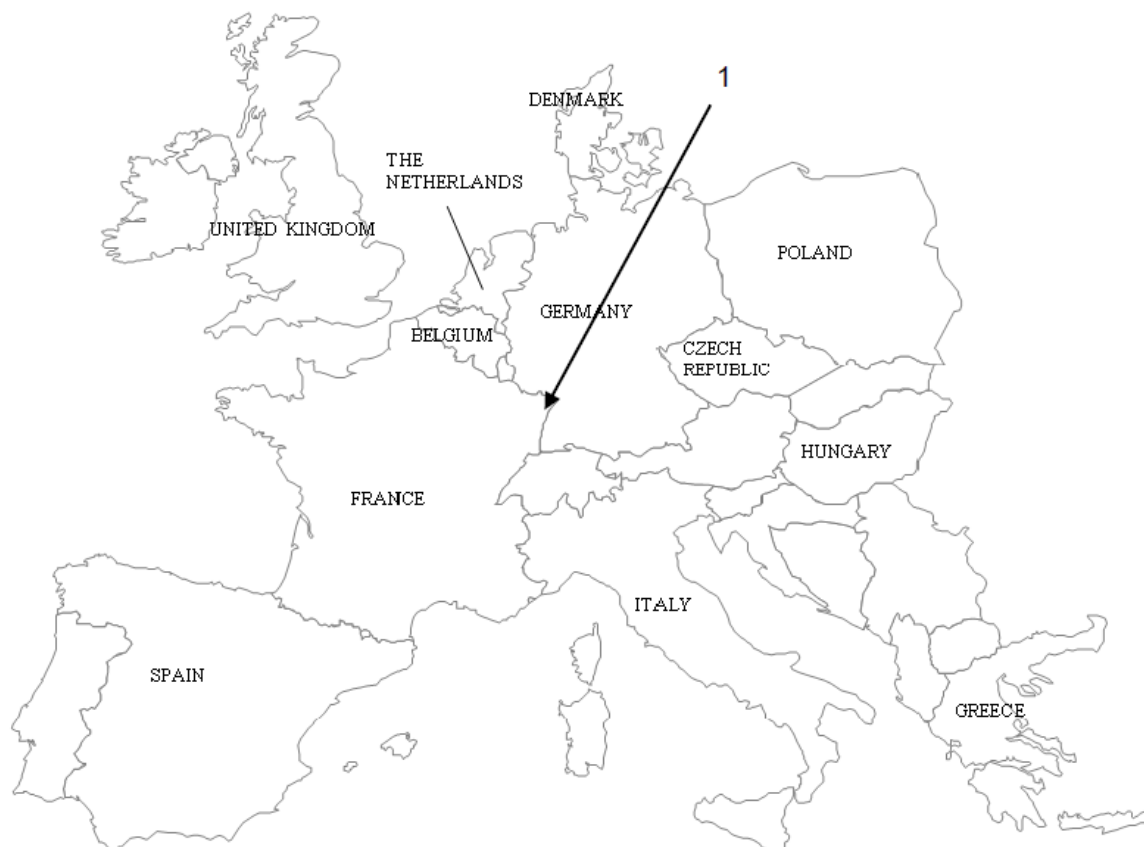 1
DENMARK
THE
NETHERLANDS
UNITED KINGDOM
POLAND
GERMANY
BELGIUM
CZECH
REPUBLIC
HUNGARY
FRANCE
ITALY
SPAIN
GREECE